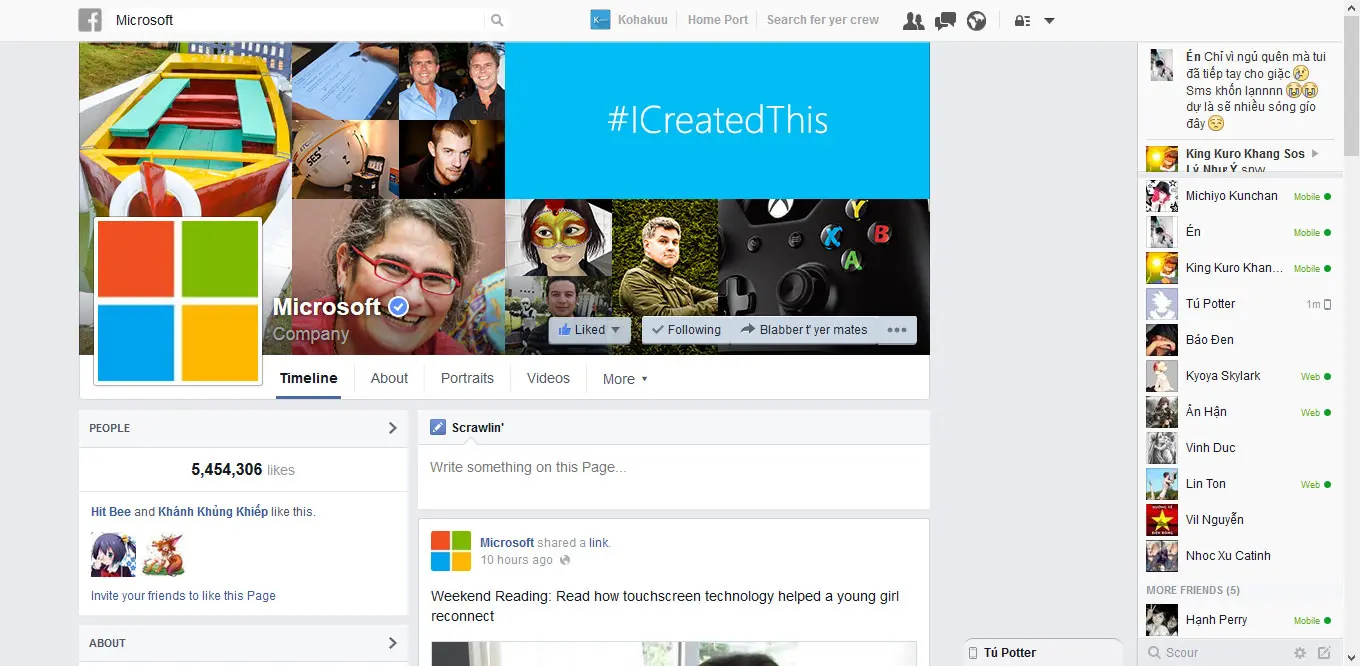 Microsoft
Kohakuu
Home Port
Search fer yer crew
#ICreatedThis
SES
Y
X
B
A
Microsoft
Company
Liked
Following
Blabber t' yer mates
Timeline
About
Portraits
Videos
More
PEOPLE
5,454,306 likes
Hit Bee and Khánh Khủng Khiếp like this.
Invite your friends to like this Page
ABOUT
Scrawlin'
Write something on this Page...
Microsoft shared a link.
10 hours ago
Weekend Reading: Read how touchscreen technology helped a young girl
reconnect
Én Chỉ vì ngủ quên mà tui
đã tiếp tay cho giặc
Sms khốn lạnnnn
dự là sẽ nhiều sóng gió
đây
King Kuro Khang Sos
Lý Như Ý snvv
Michiyo Kunchan Mobile
Én Mobile
King Kuro Khan... Mobile
Tú Potter 1m
Báo Đen
Kyoya Skylark Web
Ẩn Hận Web
Vinh Duc
Lin Ton Web
Vil Nguyễn
Nhoc Xu Catinh
MORE FRIENDS (5)
Hạnh Perry Mobile
Tú Potter
Scour